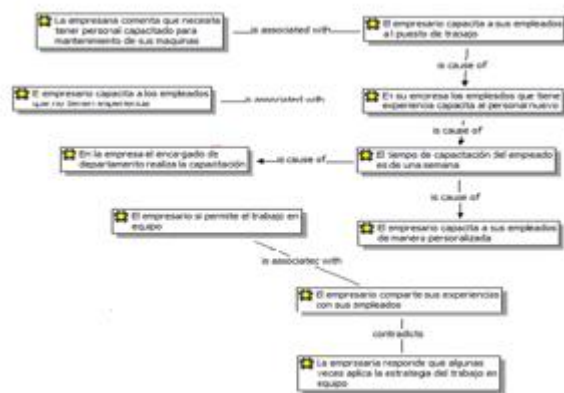 La empresaria comenta que necesita
tener personal capacitado para
mantenimiento de sus maquinas
is associated with
El empresario capacita a sus empleados
al puesto de trabajo
is cause of
El empresario capacita a los empleados
que no tienen experiencia
is associated with
En su empresa los empleados que tiene
experiencia capacita al personal nuevo
is cause of
En la empresa el encargado de
departamento realiza la capacitación
is cause of
El tiempo de capacitación del empleado
es de una semana
is cause of
El empresario si permite el trabajo en
equipo
El empresario capacita a sus empleados
de manera personalizada
is associated with
El empresario comparte sus experiencias
con sus empleados
contradicts
La empresaria responde que algunas
veces aplica la estrategia del trabajo en
equipo